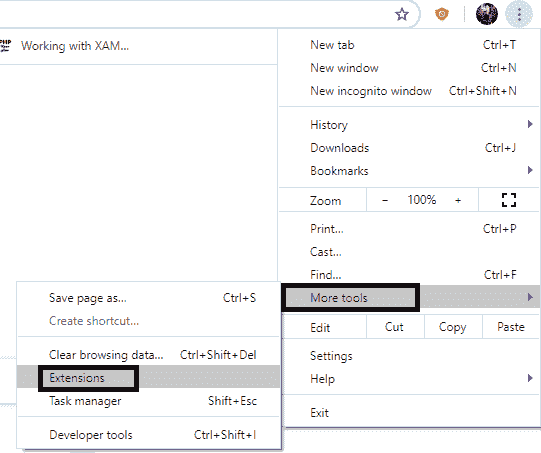 PHP
Working with XAM...
New tab Ctrl+T
New window Ctrl+N
New incognito window Ctrl+Shift+N
History
Downloads Ctrl+J
Bookmarks
Zoom - 100% +
Print... Ctrl+P
Cast...
Find... Ctrl+F
More tools
Edit Cut Copy Paste
Settings
Help
Exit
Save page as... Ctrl+S
Create shortcut...
Clear browsing data... Ctrl+Shift+Del
Extensions
Task manager Shift+Esc
Developer tools Ctrl+Shift+I